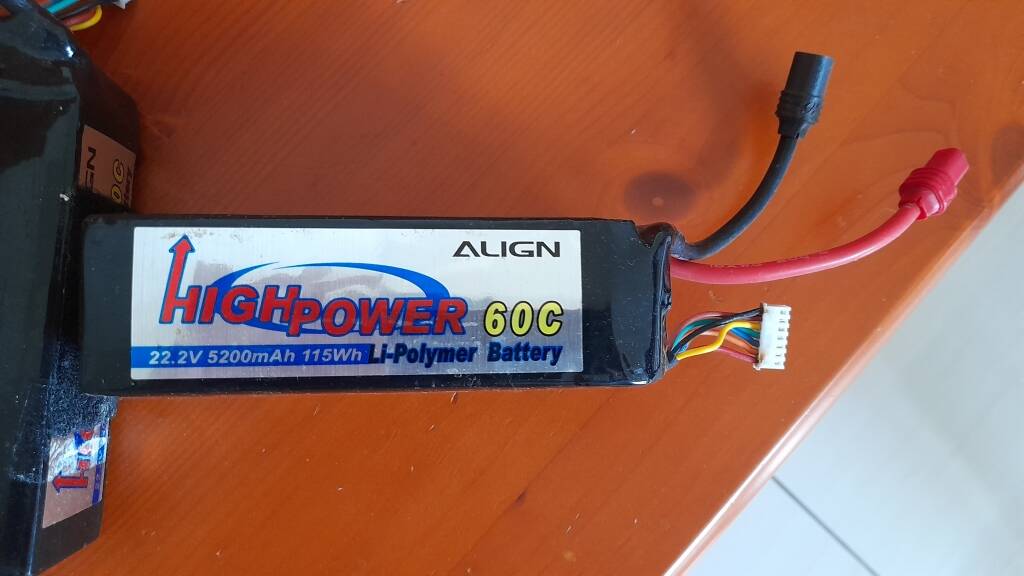 ALIGN
HIGHPOWER 60C
22.2V 5200mAh 115Wh Li-Polymer Battery